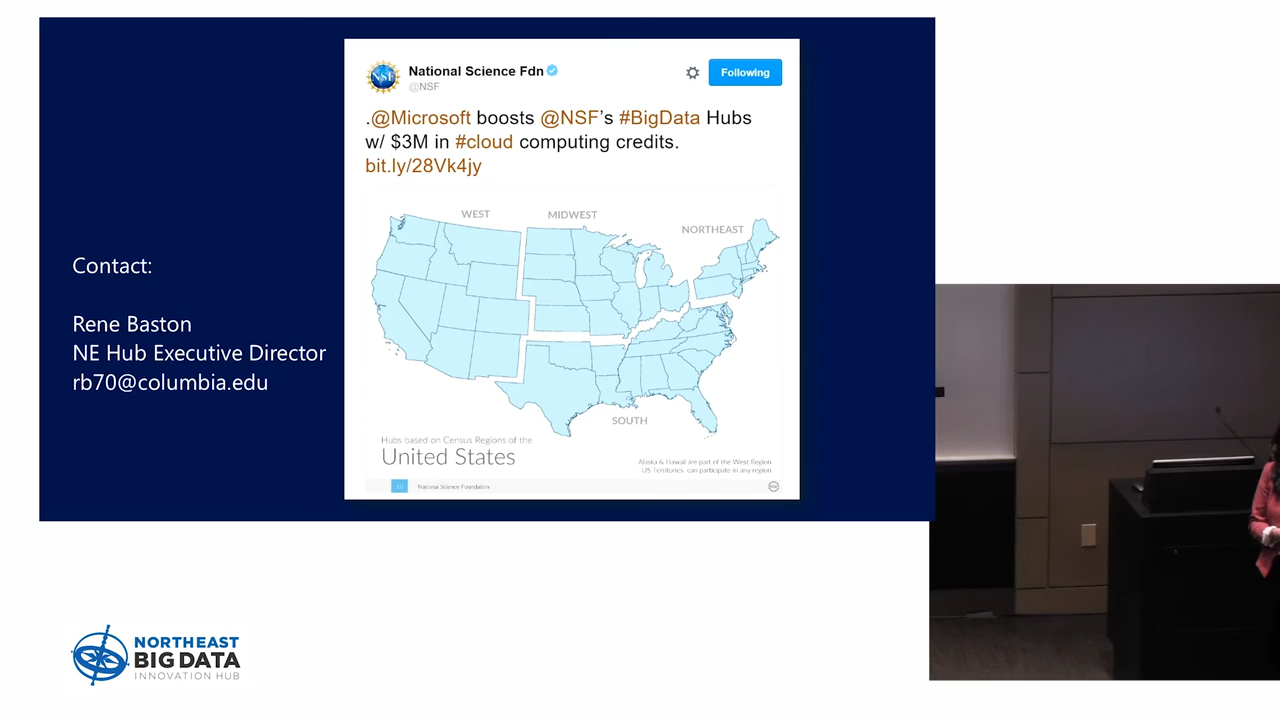 National Science Fdn
@NSF
Following
.@Microsoft boosts @NSF's #BigData Hubs
w/ $3M in #cloud computing credits.
bit.ly/28Vk4jy
WEST
MIDWEST
NORTHEAST
SOUTH
Hubs based on Census Regions of the
United States
Alaska & Hawaii are part of the West Region
US Territories can participate in any region
National Science Foundation
Contact:
Rene Baston
NE Hub Executive Director
rb70@columbia.edu
NORTHEAST
BIG DATA
INNOVATION HUB